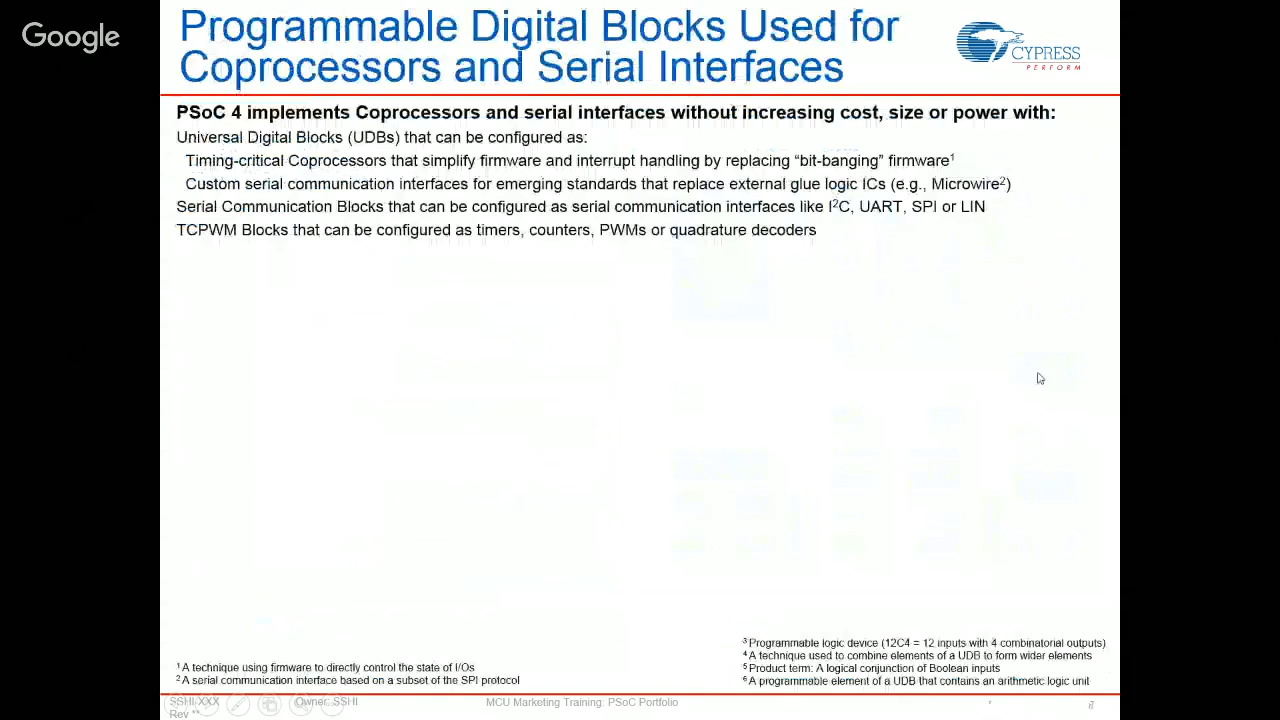 Google
Programmable Digital Blocks Used for
Coprocessors and Serial Interfaces
CYPRESS
PERFORM
PSoC 4 implements Coprocessors and serial interfaces without increasing cost, size or power with:
Universal Digital Blocks (UDBs) that can be configured as:
Timing-critical Coprocessors that simplify firmware and interrupt handling by replacing “bit-banging” firmware¹
Custom serial communication interfaces for emerging standards that replace external glue logic ICs (e.g., Microwire²)
Serial Communication Blocks that can be configured as serial communication interfaces like I²C, UART, SPI or LIN
TCPWM Blocks that can be configured as timers, counters, PWMs or quadrature decoders
¹ A technique using firmware to directly control the state of I/Os
² A serial communication interface based on a subset of the SPI protocol
³ Programmable logic device (12C4 = 12 inputs with 4 combinatorial outputs)
⁴ A technique used to combine elements of a UDB to form wider elements
⁵ Product term: A logical conjunction of Boolean inputs
⁶ A programmable element of a UDB that contains an arithmetic logic unit
SSHI-XXX
Rev **
Owner: SSHI
MCU Marketing Training: PSoC Portfolio